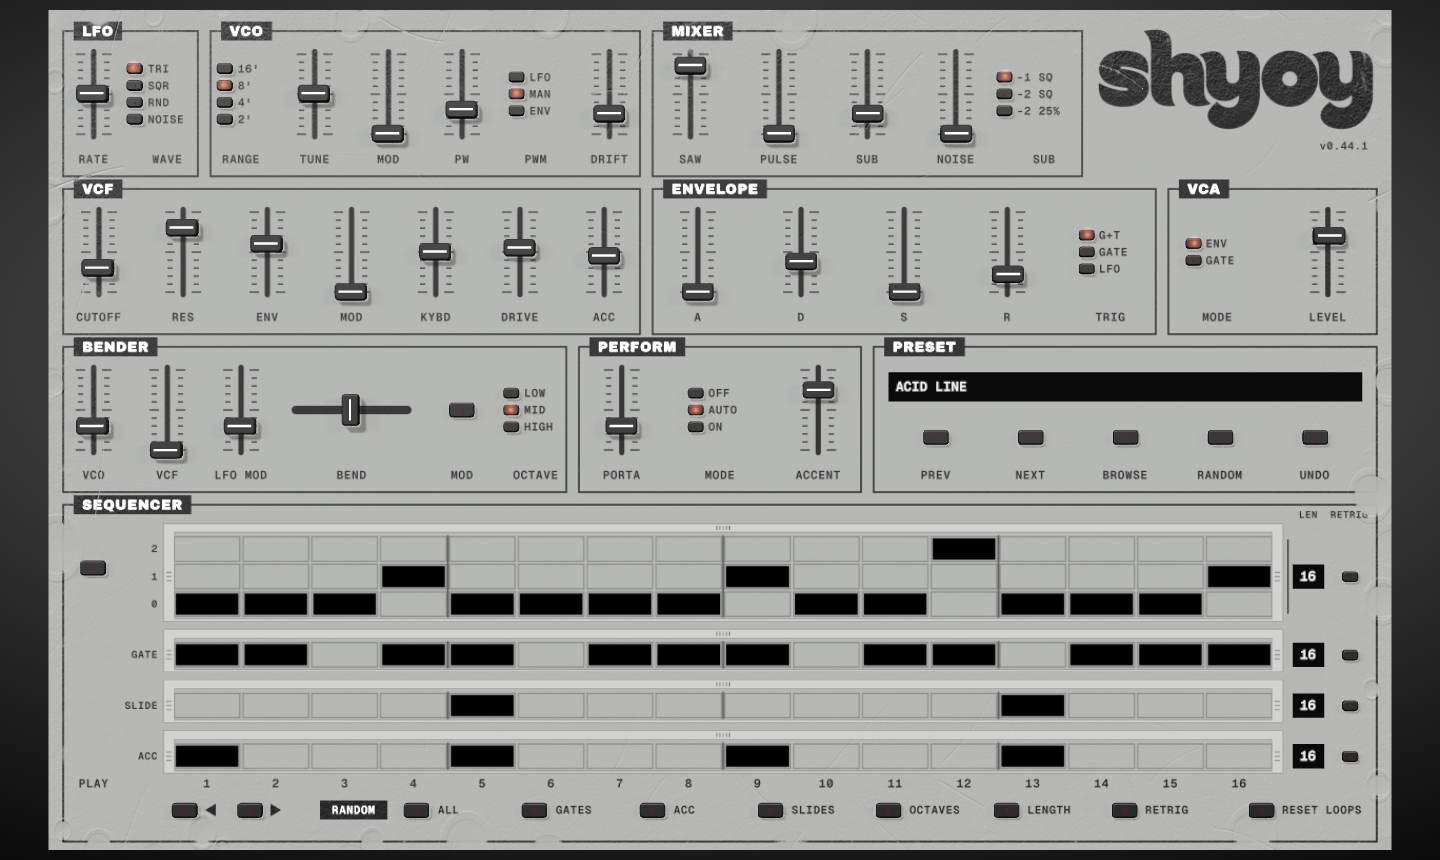 LFO
TRI
SQR
RND
NOISE
RATE WAVE
VCO
16'
8'
4'
2'
LFO
MAN
ENV
RANGE TUNE MOD PW PWM DRIFT
MIXER
-1 SQ
-2 SQ
-2 25%
SAW PULSE SUB NOISE SUB
shyoy
v0.44.1
VCF
CUTOFF RES ENV MOD KYBD DRIVE ACC
ENVELOPE
G+T
GATE
LFO
A D S R TRIG
VCA
ENV
GATE
MODE LEVEL
BENDER
LOW
MID
HIGH
VCO VCF LFO MOD BEND MOD OCTAVE
PERFORM
OFF
AUTO
ON
PORTA MODE ACCENT
PRESET
ACID LINE
PREV NEXT BROWSE RANDOM UNDO
SEQUENCER
LEN RETRIG
2
1 16
0
GATE 16
SLIDE 16
ACC 16
PLAY 1 2 3 4 5 6 7 8 9 10 11 12 13 14 15 16
RANDOM ALL GATES ACC SLIDES OCTAVES LENGTH RETRIG RESET LOOPS